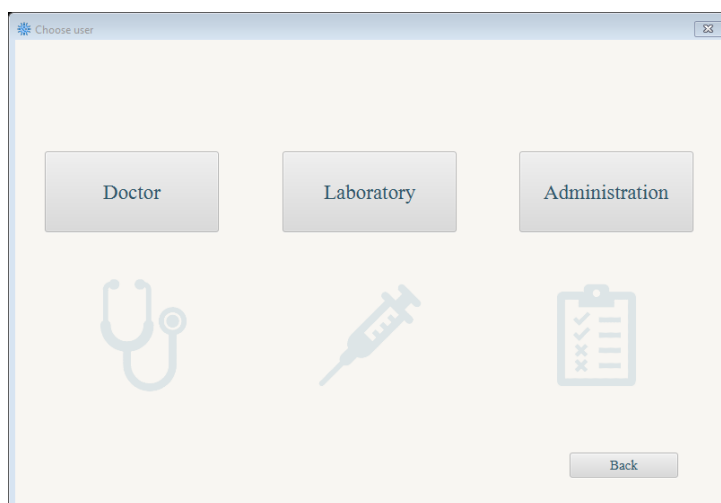 Choose user
Doctor
Laboratory
Administration
Back